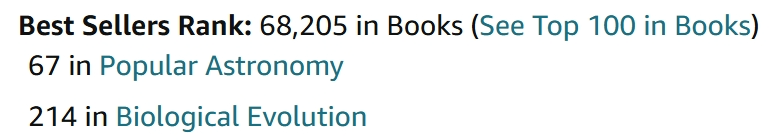 Best Sellers Rank: 68,205 in Books (See Top 100 in Books)
67 in Popular Astronomy
214 in Biological Evolution